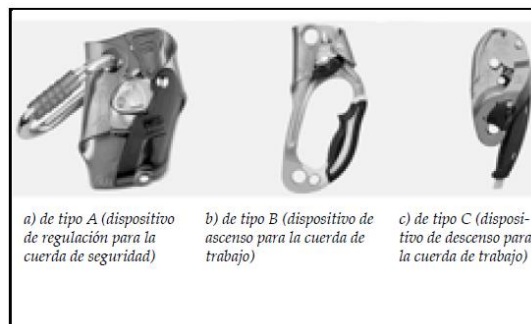 a) de tipo A (dispositivo
de regulación para la
cuerda de seguridad)
b) de tipo B (dispositivo de
ascenso para la cuerda de
trabajo)
c) de tipo C (disposi-
tivo de descenso para
la cuerda de trabajo)